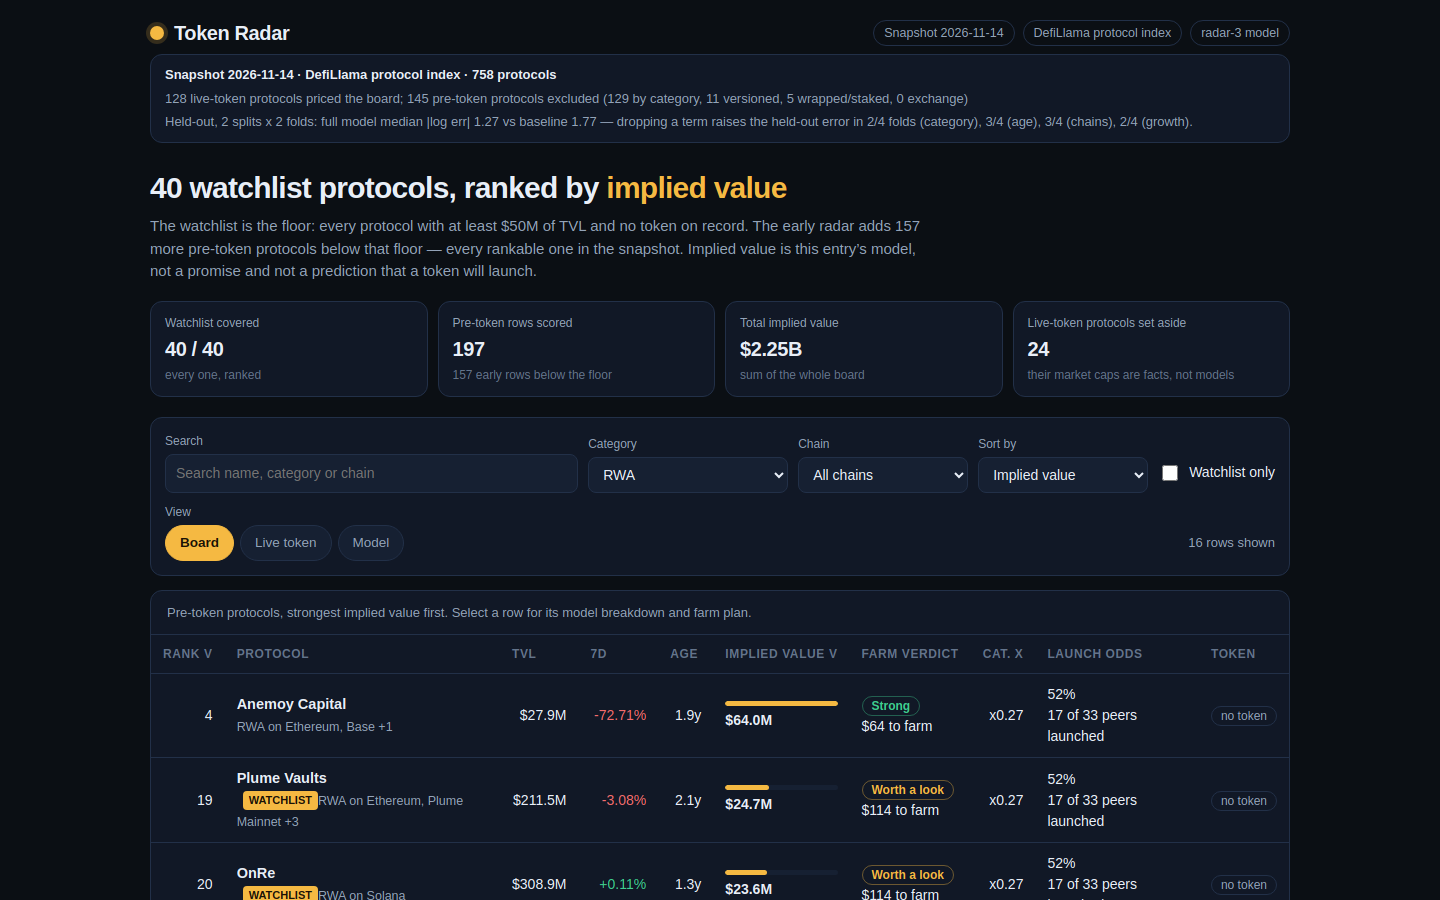 Token Radar
Snapshot 2026-11-14
DefiLlama protocol index
radar-3 model
Snapshot 2026-11-14 · DefiLlama protocol index · 758 protocols
128 live-token protocols priced the board; 145 pre-token protocols excluded (129 by category, 11 versioned, 5 wrapped/staked, 0 exchange)
Held-out, 2 splits x 2 folds: full model median |log err| 1.27 vs baseline 1.77 — dropping a term raises the held-out error in 2/4 folds (category), 3/4 (age), 3/4 (chains), 2/4 (growth).
40 watchlist protocols, ranked by implied value
The watchlist is the floor: every protocol with at least $50M of TVL and no token on record. The early radar adds 157
more pre-token protocols below that floor — every rankable one in the snapshot. Implied value is this entry's model,
not a promise and not a prediction that a token will launch.
Watchlist covered
40 / 40
every one, ranked
Pre-token rows scored
197
157 early rows below the floor
Total implied value
$2.25B
sum of the whole board
Live-token protocols set aside
24
their market caps are facts, not models
Search
Search name, category or chain
Category
RWA
Chain
All chains
Sort by
Implied value
Watchlist only
View
Board
Live token
Model
16 rows shown
Pre-token protocols, strongest implied value first. Select a row for its model breakdown and farm plan.
RANK V PROTOCOL TVL 7D AGE IMPLIED VALUE V FARM VERDICT CAT. X LAUNCH ODDS TOKEN
4
Anemoy Capital
RWA on Ethereum, Base +1
$27.9M
-72.71%
1.9y
$64.0M
Strong
$64 to farm
x0.27
52%
17 of 33 peers
launched
no token
19
Plume Vaults
WATCHLIST RWA on Ethereum, Plume
Mainnet +3
$211.5M
-3.08%
2.1y
$24.7M
Worth a look
$114 to farm
x0.27
52%
17 of 33 peers
launched
no token
20
OnRe
WATCHLIST RWA on Solana
$308.9M
+0.11%
1.3y
$23.6M
Worth a look
$114 to farm
x0.27
52%
17 of 33 peers
no token